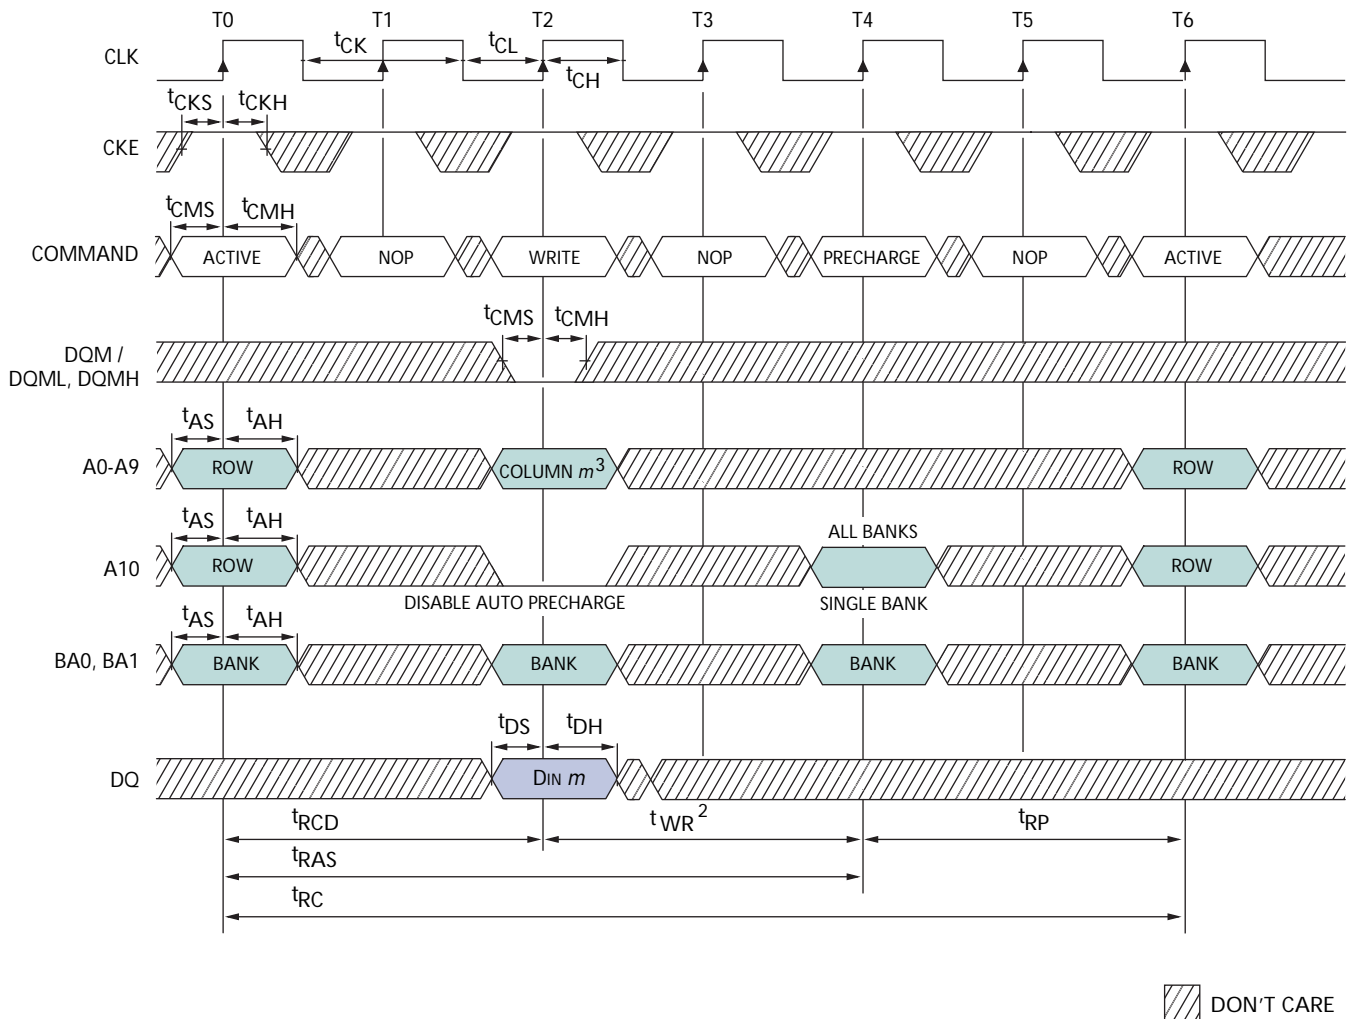 T0 T1 T2 T3 T4 T5 T6
CLK
tCK tCL
tCH
tCKS tCKH
CKE
tCMS tCMH
COMMAND ACTIVE NOP WRITE NOP PRECHARGE NOP ACTIVE
tCMS tCMH
DQM /
DQML, DQMH
tAS tAH
A0-A9 ROW COLUMN m3 ROW
tAS tAH
ALL BANKS
A10 ROW ROW
DISABLE AUTO PRECHARGE SINGLE BANK
tAS tAH
BA0, BA1 BANK BANK BANK BANK
tDS tDH
DQ DIN m
tRCD tWR2 tRP
tRAS
tRC
DON'T CARE